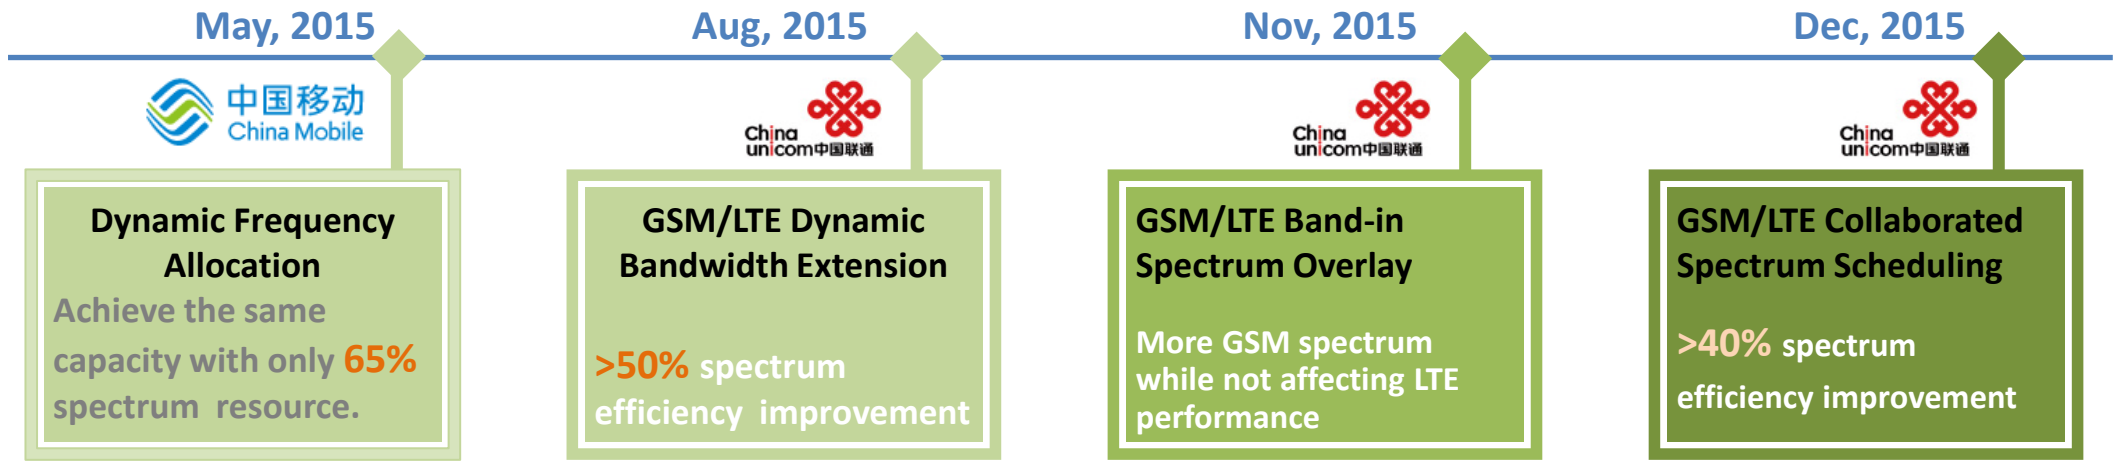 May, 2015
Aug, 2015
Nov, 2015
Dec, 2015
中国移动
China Mobile
China
unicom中国联通
China
unicom中国联通
China
unicom中国联通
Dynamic Frequency
Allocation
Achieve the same
capacity with only 65%
spectrum resource.
GSM/LTE Dynamic
Bandwidth Extension
>50% spectrum
efficiency improvement
GSM/LTE Band-in
Spectrum Overlay
More GSM spectrum
while not affecting LTE
performance
GSM/LTE Collaborated
Spectrum Scheduling
>40% spectrum
efficiency improvement